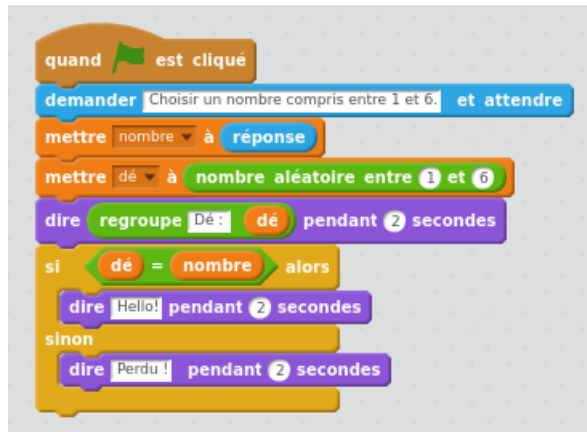 quand est cliqué
demander Choisir un nombre compris entre 1 et 6. et attendre
mettre nombre à réponse
mettre dé à nombre aléatoire entre 1 et 6
dire regroupe Dé : dé pendant 2 secondes
si dé = nombre alors
dire Hello! pendant 2 secondes
sinon
dire Perdu ! pendant 2 secondes